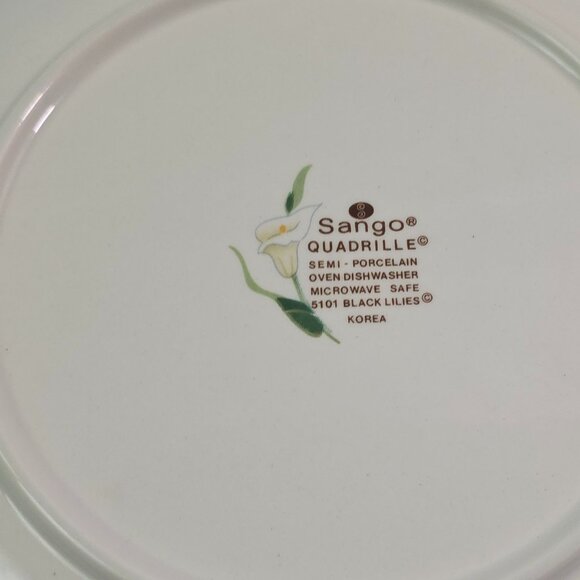 Sango®
QUADRILLE©
SEMI - PORCELAIN
OVEN DISHWASHER
MICROWAVE SAFE
5101 BLACK LILIES©
KOREA